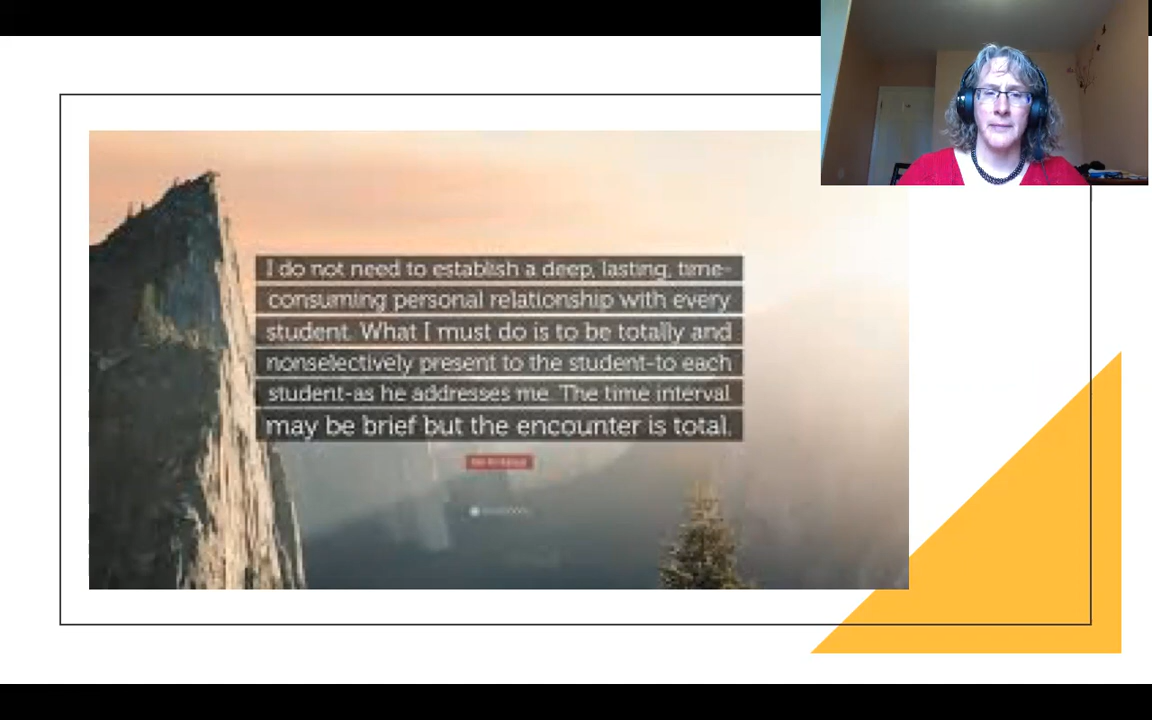 I do not need to establish a deep, lasting, time-
consuming personal relationship with every
student. What I must do is to be totally and
nonselectively present to the student-to each
student-as he addresses me. The time interval
may be brief but the encounter is total.